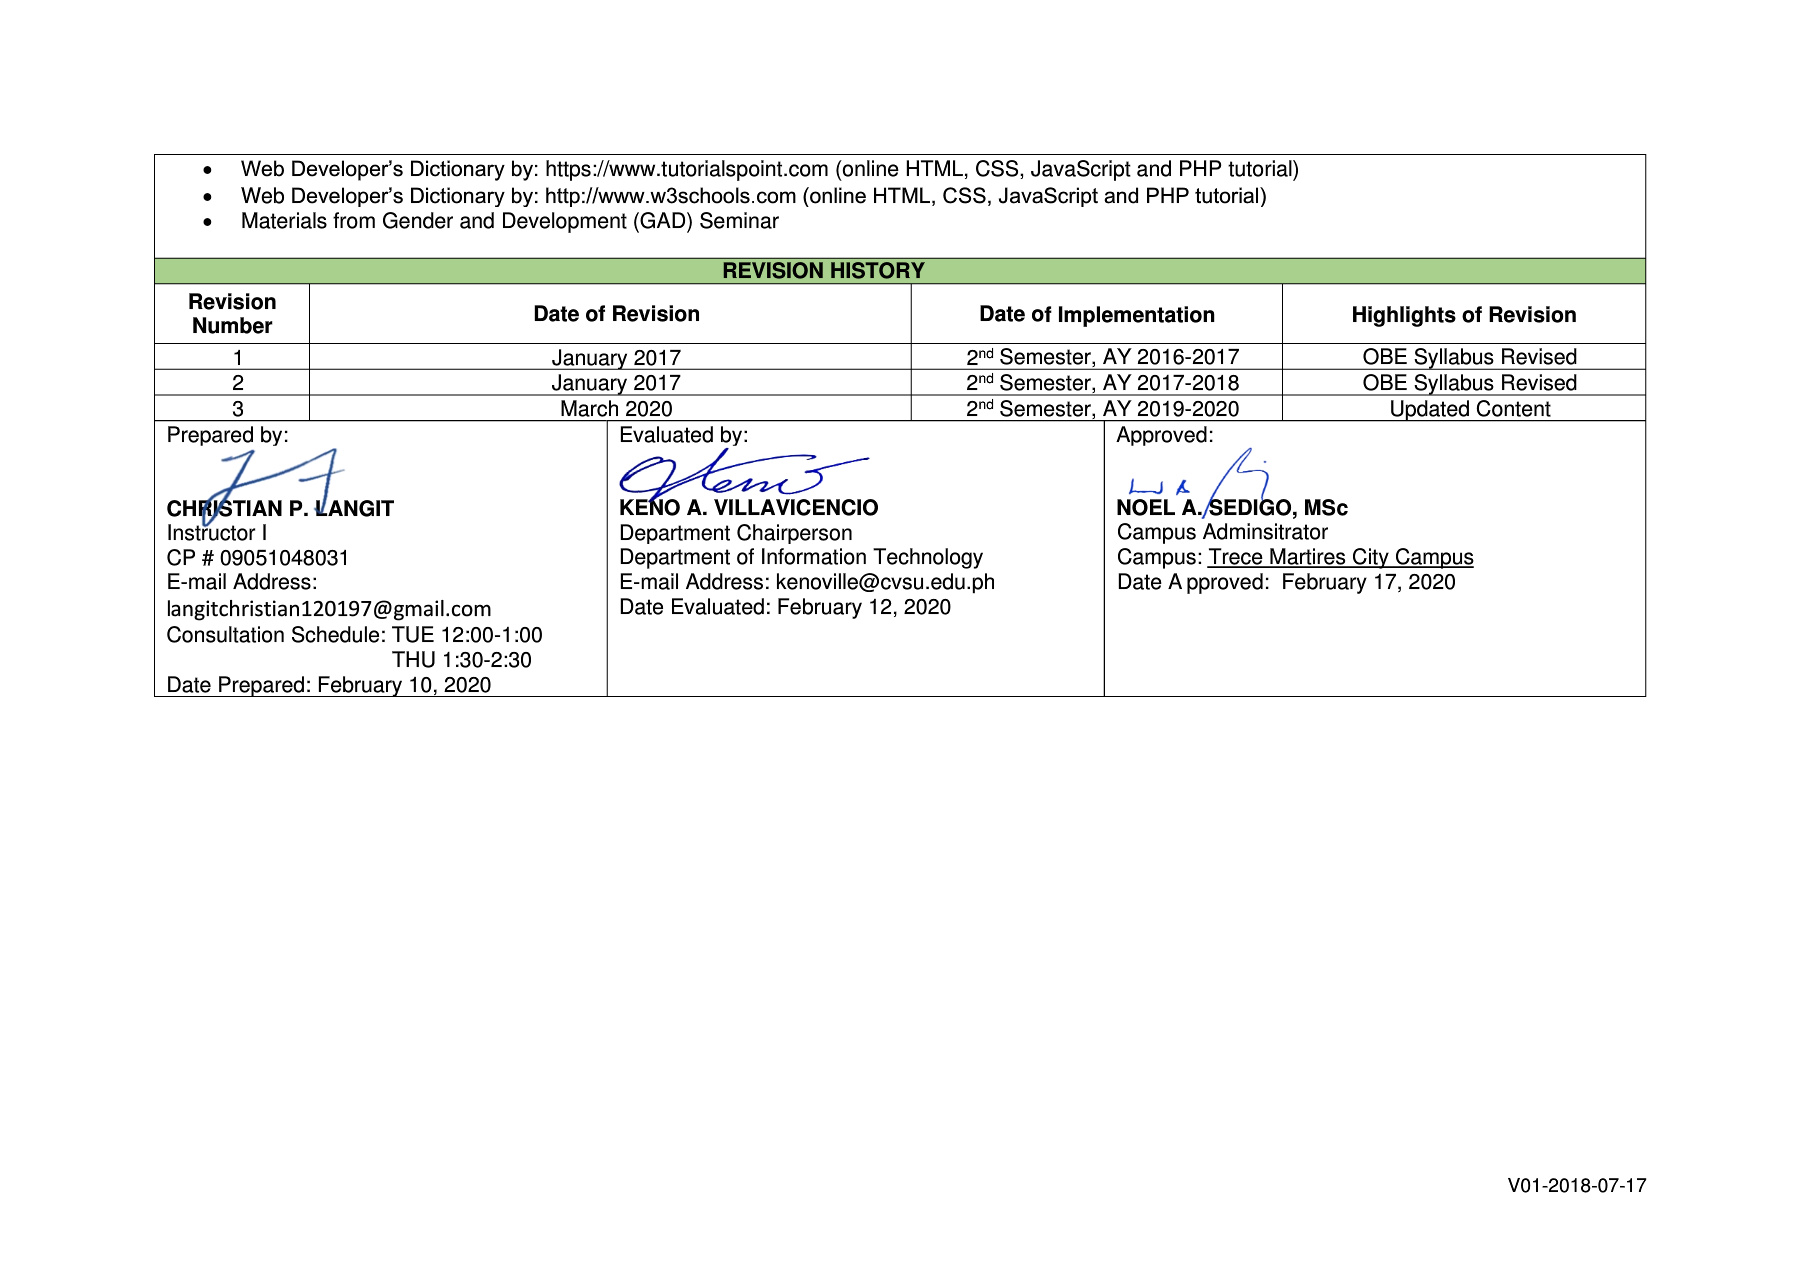 • Web Developer’s Dictionary by: https://www.tutorialspoint.com (online HTML, CSS, JavaScript and PHP tutorial)
• Web Developer’s Dictionary by: http://www.w3schools.com (online HTML, CSS, JavaScript and PHP tutorial)
• Materials from Gender and Development (GAD) Seminar
REVISION HISTORY
Revision Number Date of Revision Date of Implementation Highlights of Revision
1 January 2017 2nd Semester, AY 2016-2017 OBE Syllabus Revised
2 January 2017 2nd Semester, AY 2017-2018 OBE Syllabus Revised
3 March 2020 2nd Semester, AY 2019-2020 Updated Content
Prepared by:
CHRISTIAN P. LANGIT
Instructor I
CP # 09051048031
E-mail Address:
langitchristian120197@gmail.com
Consultation Schedule: TUE 12:00-1:00
THU 1:30-2:30
Date Prepared: February 10, 2020
Evaluated by:
KENO A. VILLAVICENCIO
Department Chairperson
Department of Information Technology
E-mail Address: kenoville@cvsu.edu.ph
Date Evaluated: February 12, 2020
Approved:
NOEL A. SEDIGO, MSc
Campus Adminsitrator
Campus: Trece Martires City Campus
Date Approved: February 17, 2020
V01-2018-07-17